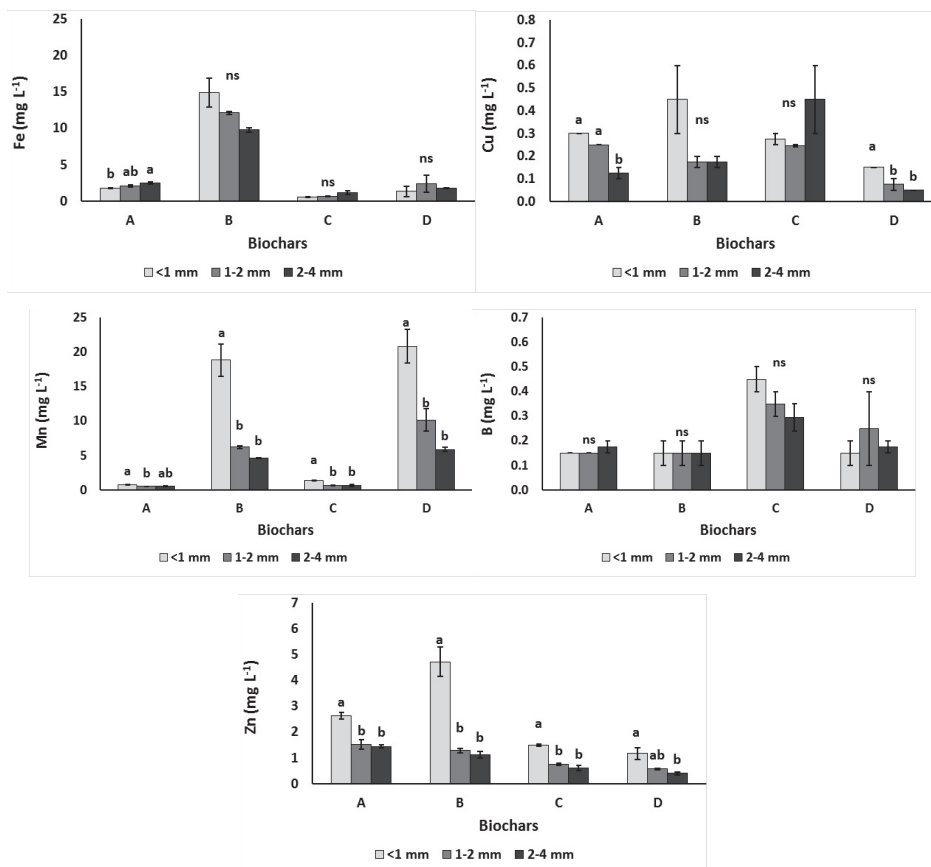 Fe (mg L-1)
25
20
15
10
5
0
ns
b ab a
ns
ns
A B C D
Biochars
<1 mm 1-2 mm 2-4 mm
Cu (mg L-1)
0.8
0.7
0.6
0.5
0.4
0.3
0.2
0.1
0.0
a a b
ns
ns
a b b
A B C D
Biochars
<1 mm 1-2 mm 2-4 mm
Mn (mg L-1)
25
20
15
10
5
0
a b ab
a b b
a b b
a b b
A B C D
Biochars
<1 mm 1-2 mm 2-4 mm
B (mg L-1)
0.7
0.6
0.5
0.4
0.3
0.2
0.1
0.0
ns
ns
ns
ns
A B C D
Biochars
<1 mm 1-2 mm 2-4 mm
Zn (mg L-1)
7
6
5
4
3
2
1
0
a b b
a b b
a b b
a ab b
A B C D
Biochars
<1 mm 1-2 mm 2-4 mm